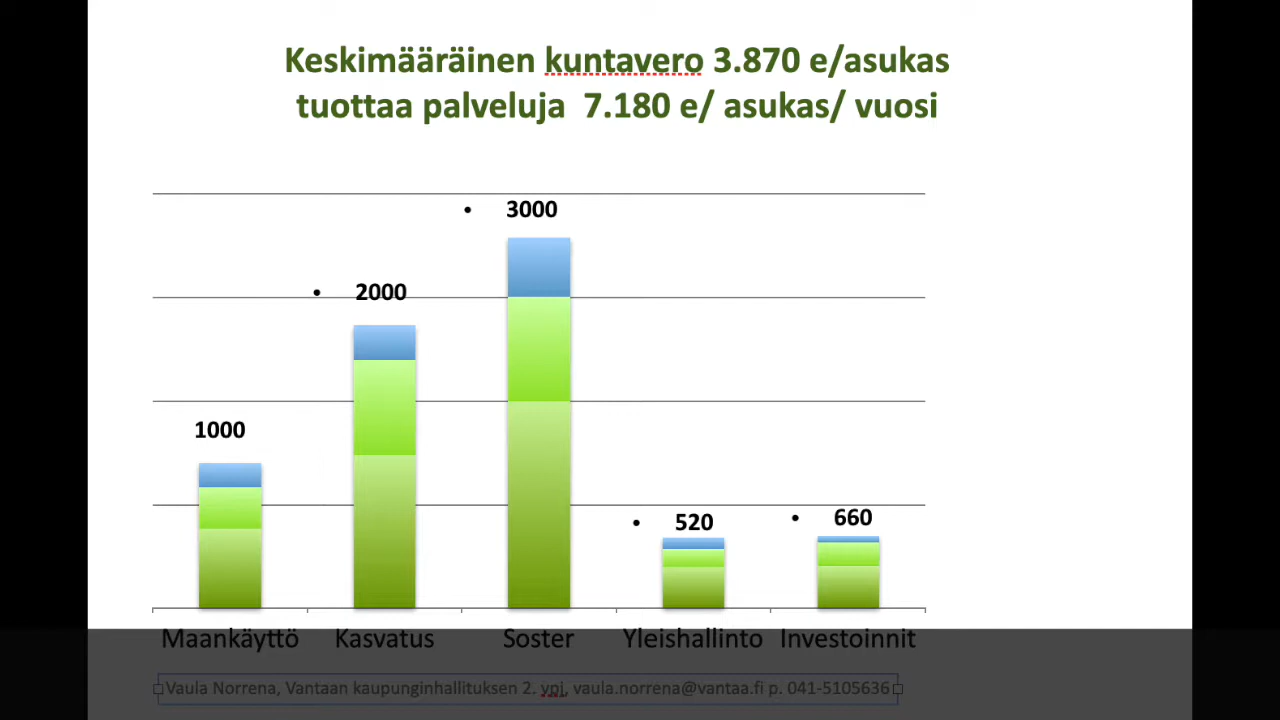 Keskimääräinen kuntavero 3.870 e/asukas
tuottaa palveluja 7.180 e/ asukas/ vuosi
• 3000
• 2000
1000
• 520
• 660
Maankäyttö Kasvatus Soster Yleishallinto Investoinnit
Vaula Norrena, Vantaan kaupunginhallituksen 2. vpj, vaula.norrena@vantaa.fi p. 041-5105636